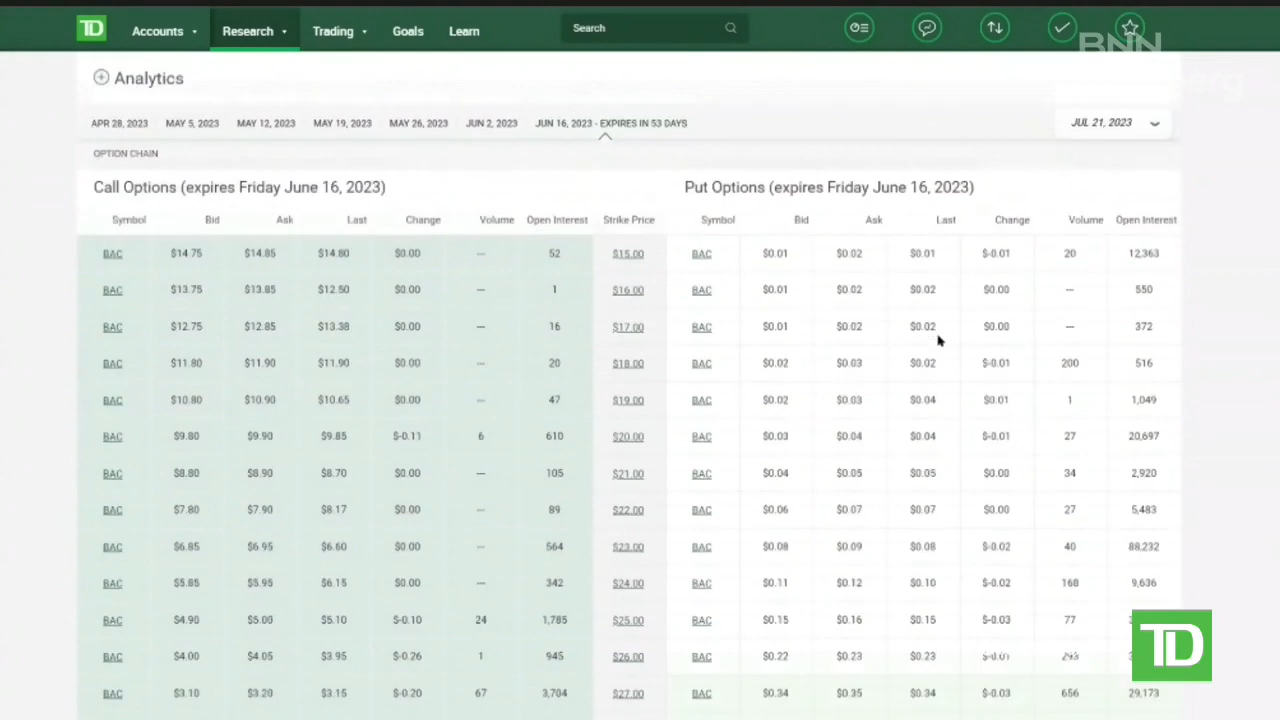 TD Accounts Research Trading Goals Learn Search
BNN
Analytics
APR 28, 2023 MAY 5, 2023 MAY 12, 2023 MAY 19, 2023 MAY 26, 2023 JUN 2, 2023 JUN 16, 2023 - EXPIRES IN 53 DAYS JUL 21, 2023
OPTION CHAIN
Call Options (expires Friday June 16, 2023) Put Options (expires Friday June 16, 2023)
Symbol Bid Ask Last Change Volume Open Interest Strike Price Symbol Bid Ask Last Change Volume Open Interest
BAC $14.75 $14.85 $14.80 $0.00 --- 52 $15.00 BAC $0.01 $0.02 $0.01 $-0.01 20 12,363
BAC $13.75 $13.85 $12.50 $0.00 --- 1 $16.00 BAC $0.01 $0.02 $0.02 $0.00 --- 550
BAC $12.75 $12.85 $13.38 $0.00 --- 16 $17.00 BAC $0.01 $0.02 $0.02 $0.00 --- 372
BAC $11.80 $11.90 $11.90 $0.00 --- 20 $18.00 BAC $0.02 $0.03 $0.02 $-0.01 200 516
BAC $10.80 $10.90 $10.65 $0.00 --- 47 $19.00 BAC $0.02 $0.03 $0.04 $0.01 1 1,049
BAC $9.80 $9.90 $9.85 $-0.11 6 610 $20.00 BAC $0.03 $0.04 $0.04 $-0.01 27 20,697
BAC $8.80 $8.90 $8.70 $0.00 --- 105 $21.00 BAC $0.04 $0.05 $0.05 $0.00 34 2,920
BAC $7.80 $7.90 $8.17 $0.00 --- 89 $22.00 BAC $0.06 $0.07 $0.07 $0.00 27 5,483
BAC $6.85 $6.95 $6.60 $0.00 --- 564 $23.00 BAC $0.08 $0.09 $0.08 $-0.02 40 88,232
BAC $5.85 $5.95 $6.15 $0.00 --- 342 $24.00 BAC $0.11 $0.12 $0.10 $-0.02 168 9,636
BAC $4.90 $5.00 $5.10 $-0.10 24 1,785 $25.00 BAC $0.15 $0.16 $0.15 $-0.03 77
BAC $4.00 $4.05 $3.95 $-0.26 1 945 $26.00 BAC $0.22 $0.23 $0.23 $-0.01 293
BAC $3.10 $3.20 $3.15 $-0.20 67 3,704 $27.00 BAC $0.34 $0.35 $0.34 $-0.03 656 29,173
TD